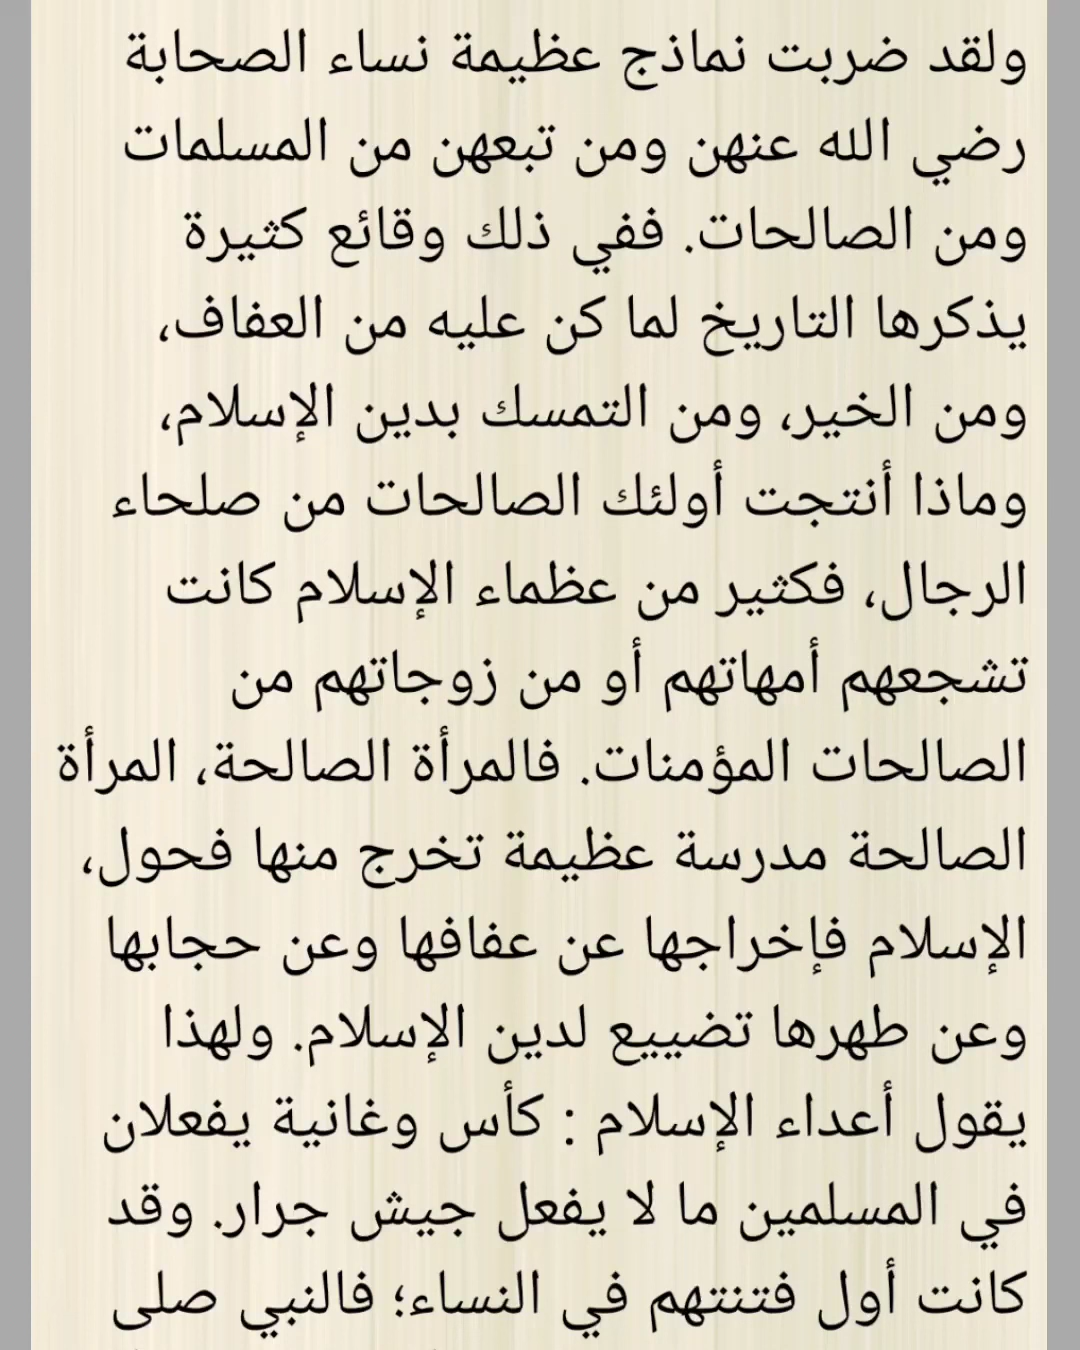 ولقد ضربت نماذج عظيمة نساء الصحابة
رضي الله عنهن ومن تبعهن من المسلمات
ومن الصالحات. ففي ذلك وقائع كثيرة
يذكرها التاريخ لما كن عليه من العفاف،
ومن الخير، ومن التمسك بدين الإسلام،
وماذا أنتجت أولئك الصالحات من صلحاء
الرجال، فكثير من عظماء الإسلام كانت
تشجعهم أمهاتهم أو من زوجاتهم من
الصالحات المؤمنات. فالمرأة الصالحة، المرأة
الصالحة مدرسة عظيمة تخرج منها فحول،
الإسلام فإخراجها عن عفافها وعن حجابها
وعن طهرها تضييع لدين الإسلام. ولهذا
يقول أعداء الإسلام : كأس وغانية يفعلان
في المسلمين ما لا يفعل جيش جرار. وقد
كانت أول فتنتهم في النساء؛ فالنبي صلى